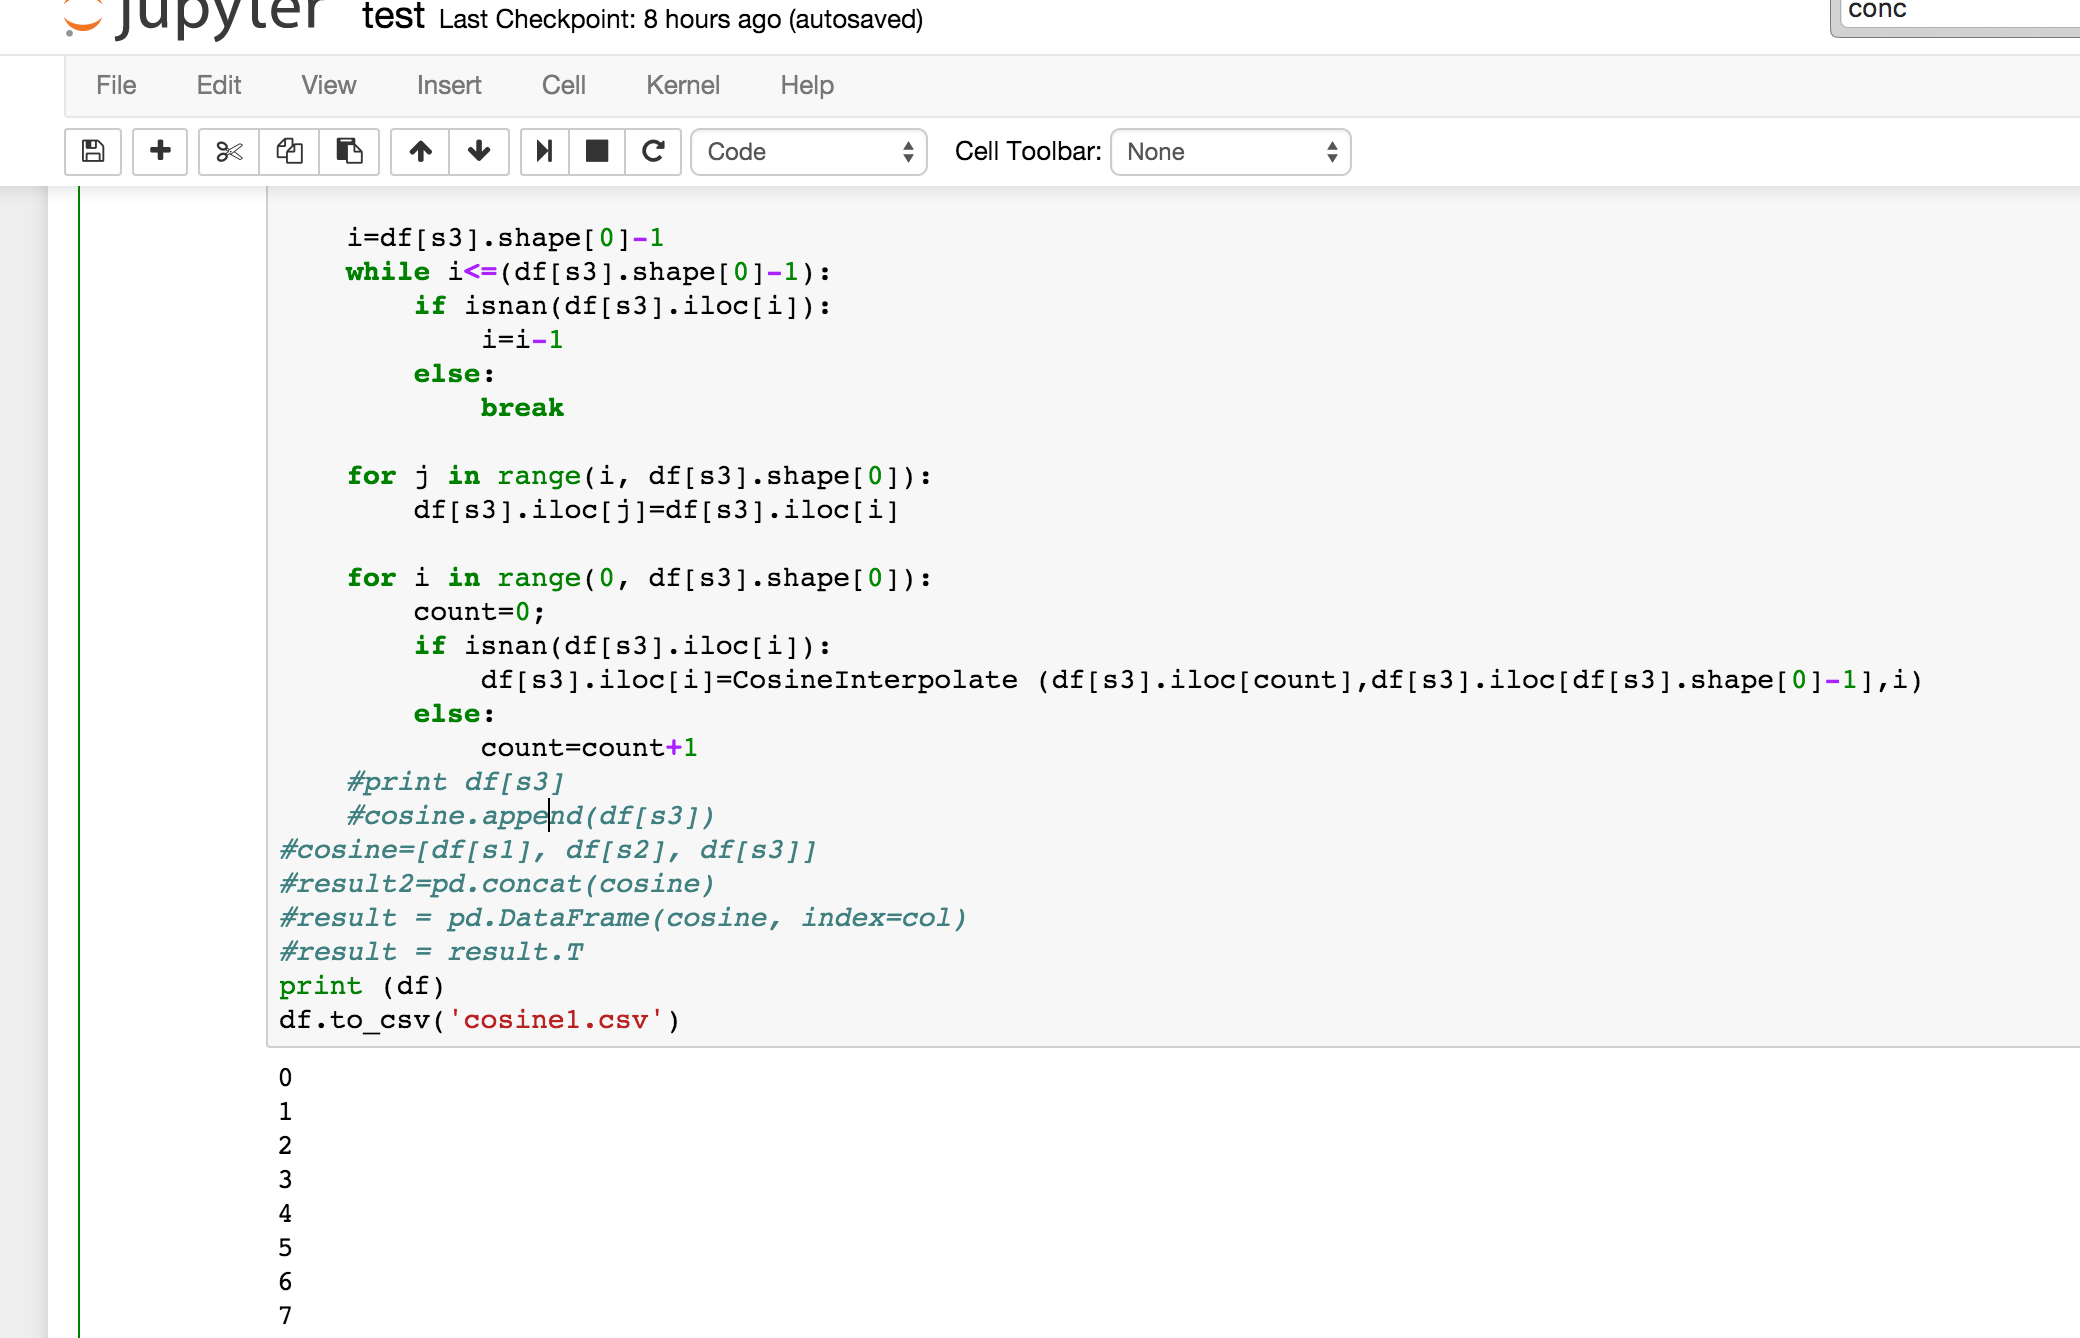 jupyter test Last Checkpoint: 8 hours ago (autosaved)
conc
File Edit View Insert Cell Kernel Help
Code Cell Toolbar: None
i=df[s3].shape[0]-1
while i<=(df[s3].shape[0]-1):
if isnan(df[s3].iloc[i]):
i=i-1
else:
break
for j in range(i, df[s3].shape[0]):
df[s3].iloc[j]=df[s3].iloc[i]
for i in range(0, df[s3].shape[0]):
count=0;
if isnan(df[s3].iloc[i]):
df[s3].iloc[i]=CosineInterpolate (df[s3].iloc[count],df[s3].iloc[df[s3].shape[0]-1],i)
else:
count=count+1
#print df[s3]
#cosine.append(df[s3])
#cosine=[df[s1], df[s2], df[s3]]
#result2=pd.concat(cosine)
#result = pd.DataFrame(cosine, index=col)
#result = result.T
print (df)
df.to_csv('cosine1.csv')
0
1
2
3
4
5
6
7